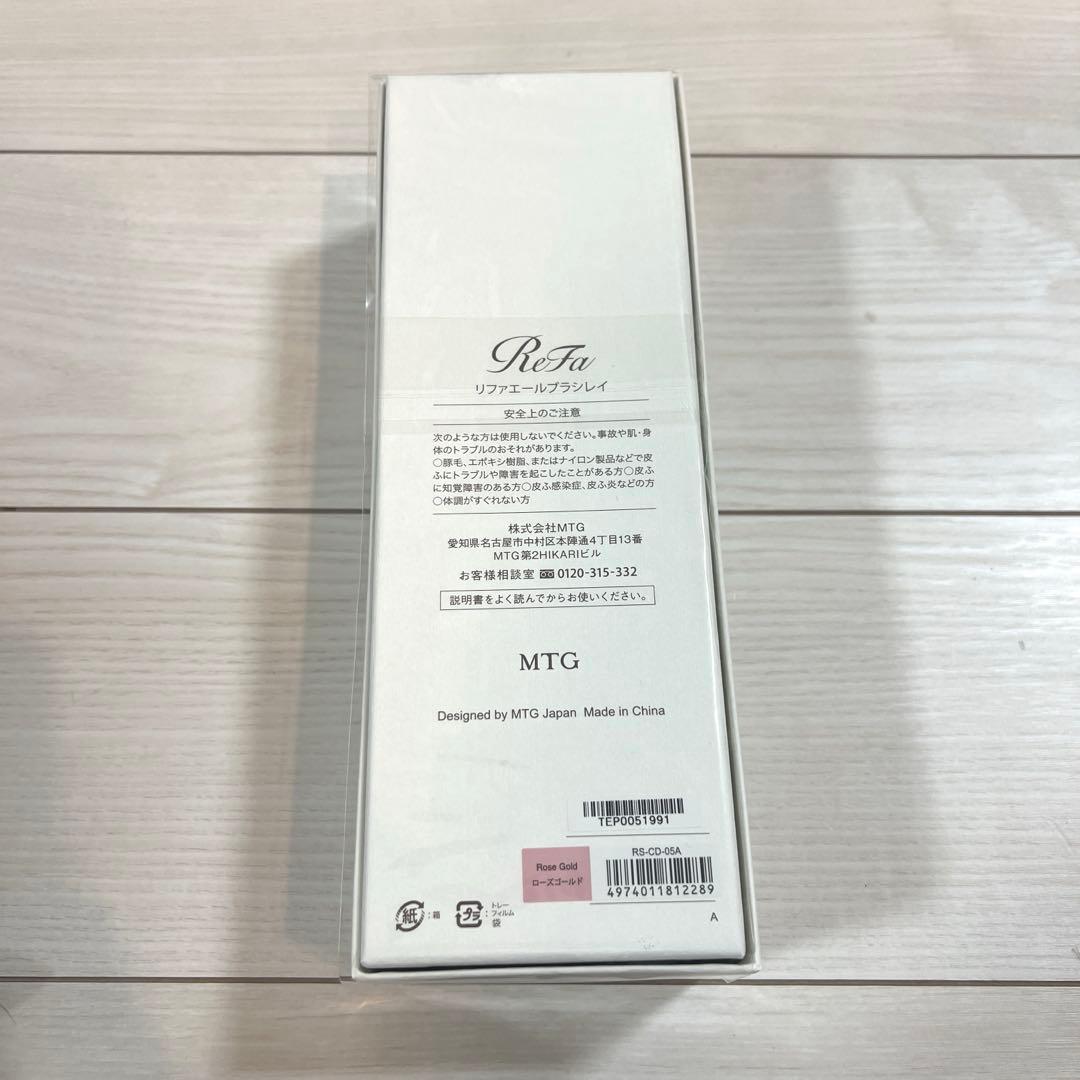 ReFa
リファエールブラシレイ
安全上のご注意
次のような方は使用しないでください。事故や肌・身
体のトラブルのおそれがあります。
○豚毛、エポキシ樹脂、またはナイロン製品などで皮
ふにトラブルや障害を起こしたことがある方○皮ふ
に知覚障害のある方○皮ふ感染症、皮ふ炎などの方
○体調がすぐれない方
株式会社MTG
愛知県名古屋市中村区本陣通4丁目13番
MTG第2HIKARIビル
お客様相談室 0120-315-332
説明書をよく読んでからお使いください。
MTG
Designed by MTG Japan Made in China
TEP0051991
RS-CD-05A
Rose Gold
ローズゴールド
4974011812289
紙:箱
プラ:トレー
フィルム
袋
A